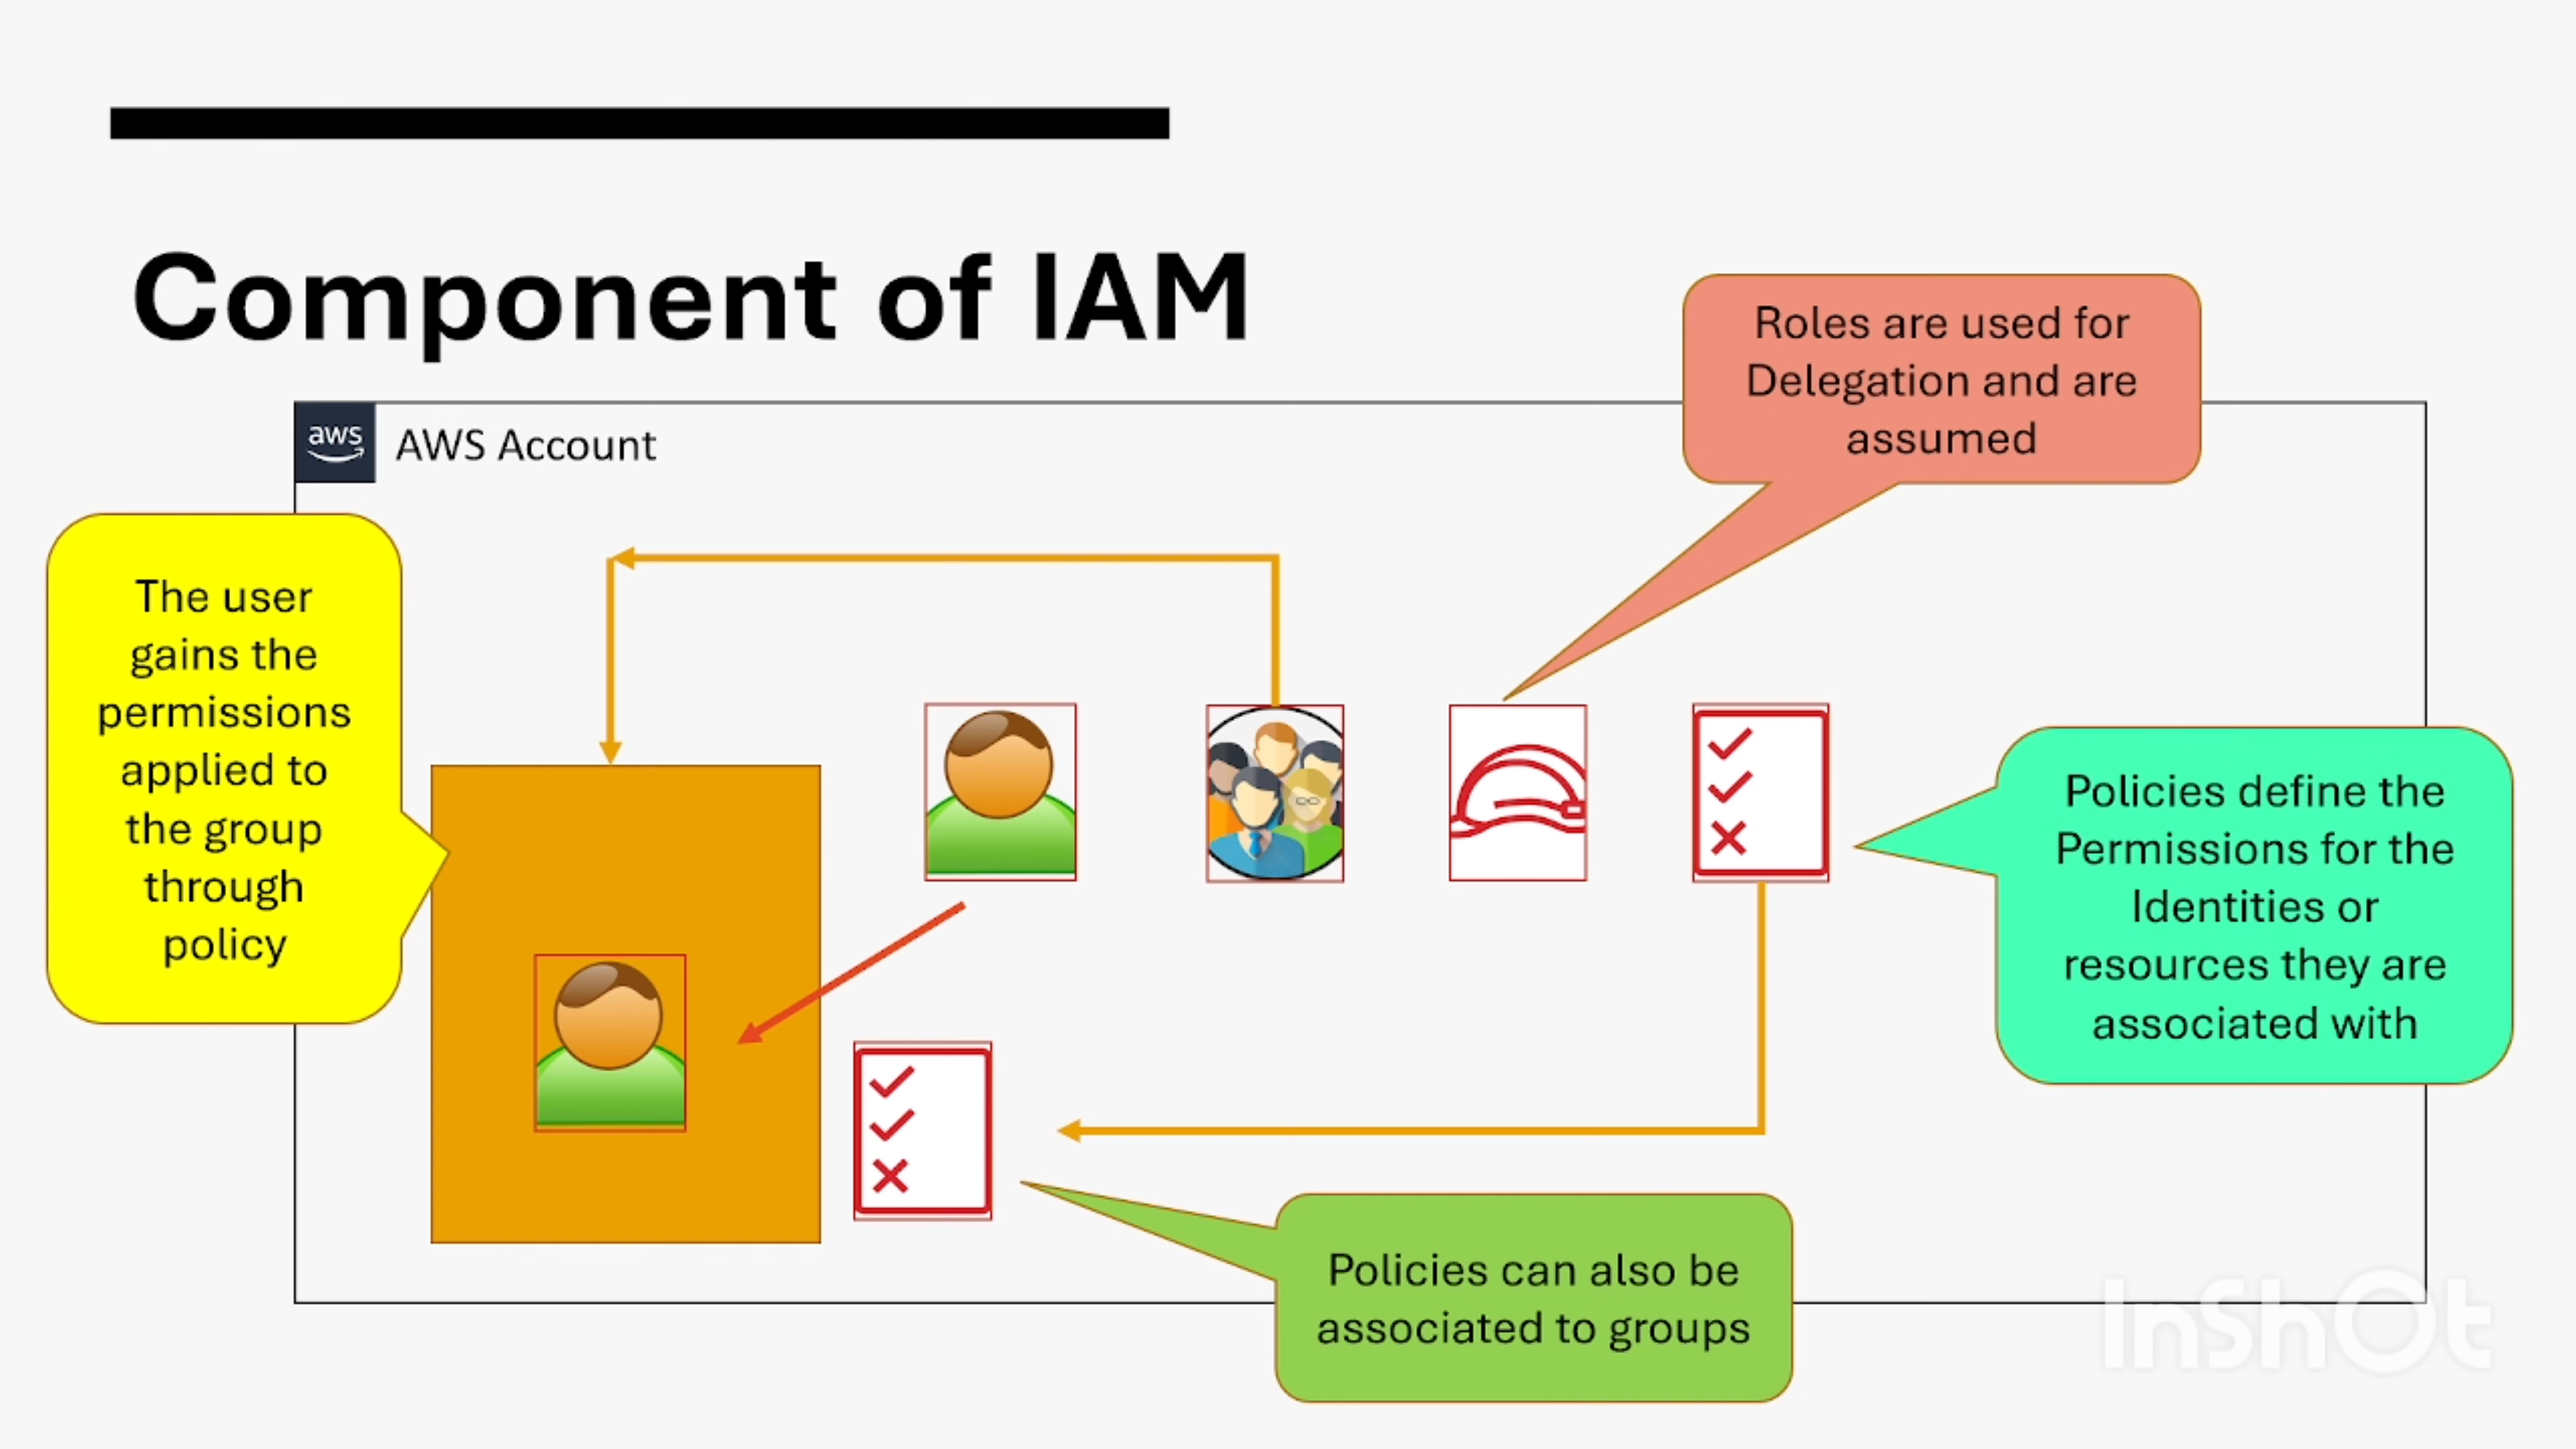 Component of IAM
Roles are used for
Delegation and are
assumed
aws
AWS Account
The user
gains the
permissions
applied to
the group
through
policy
Policies define the
Permissions for the
Identities or
resources they are
associated with
Policies can also be
associated to groups
InShOt